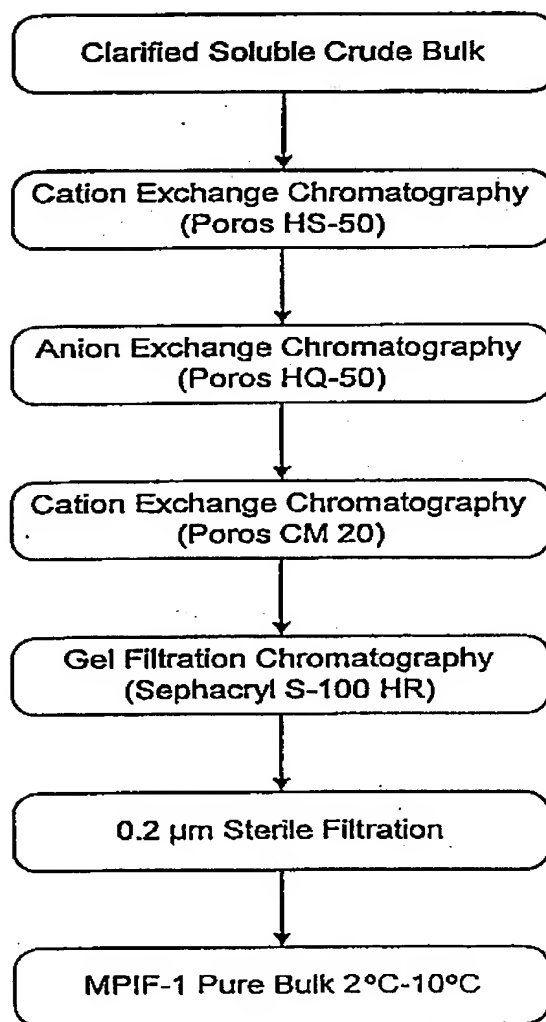 Clarified Soluble Crude Bulk
Cation Exchange Chromatography
(Poros HS-50)
Anion Exchange Chromatography
(Poros HQ-50)
Cation Exchange Chromatography
(Poros CM 20)
Gel Filtration Chromatography
(Sephacryl S-100 HR)
0.2 µm Sterile Filtration
MPIF-1 Pure Bulk 2°C-10°C